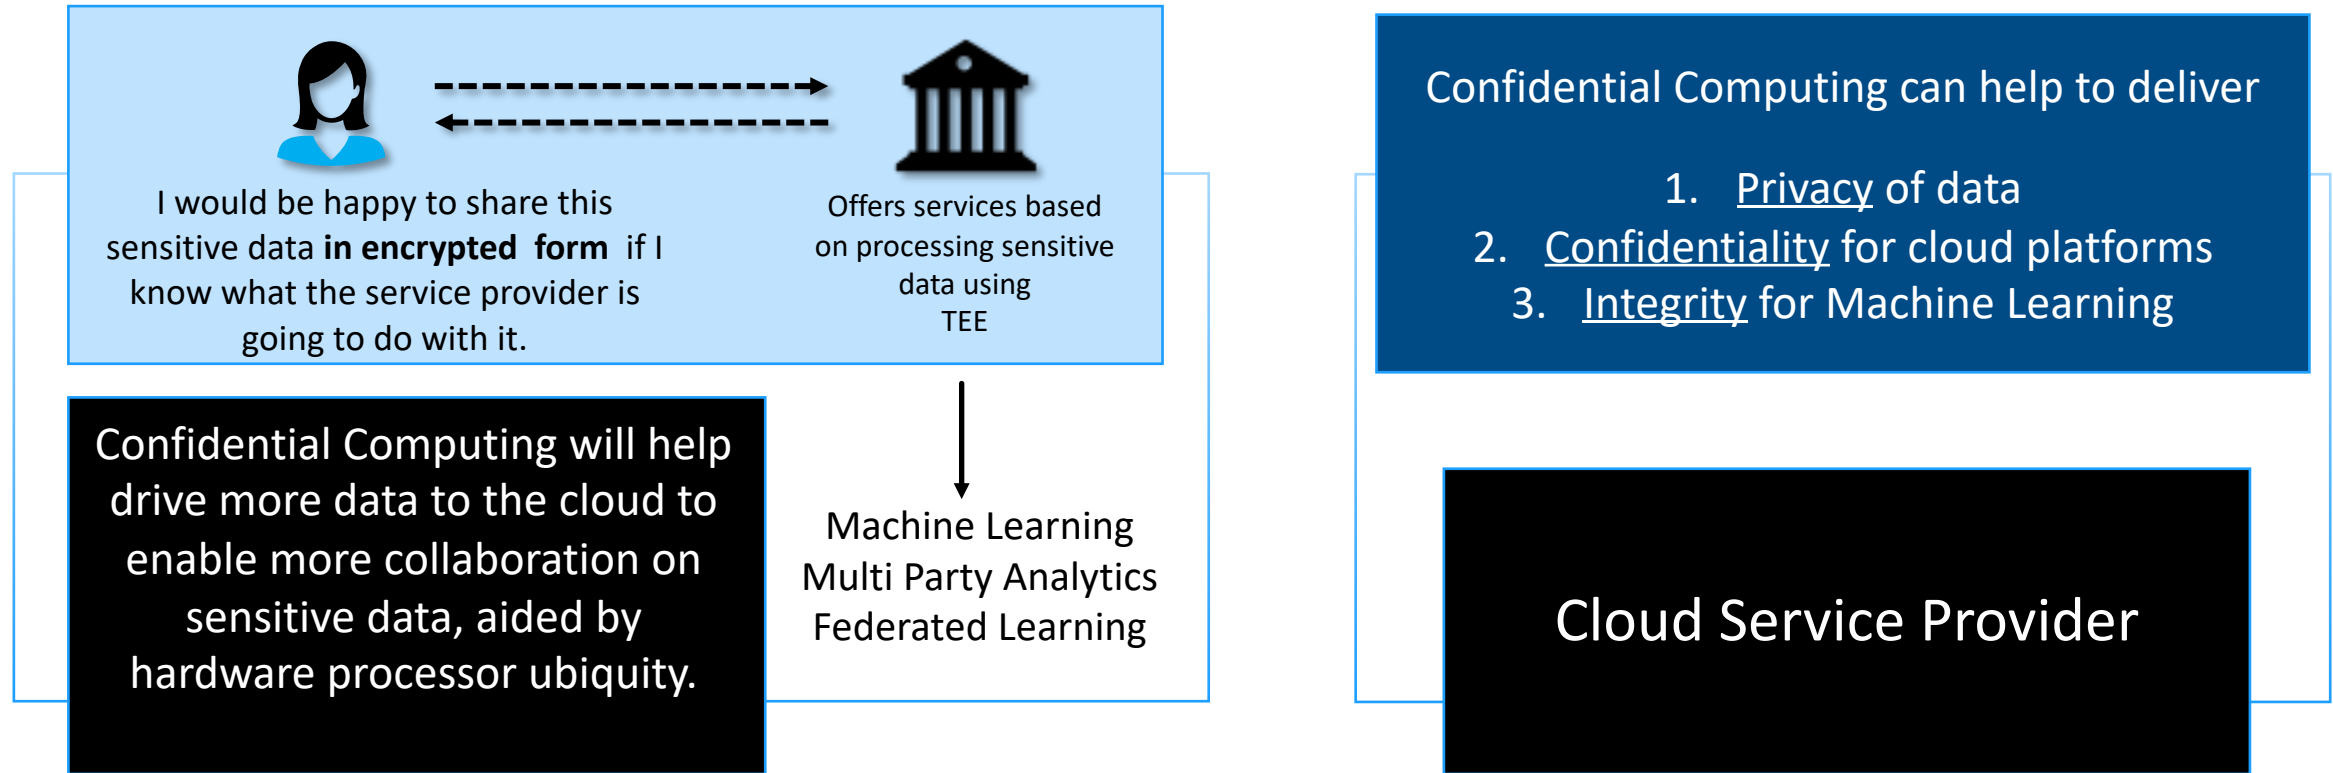 I would be happy to share this
sensitive data in encrypted form if I
know what the service provider is
going to do with it.
Offers services based
on processing sensitive
data using
TEE
Confidential Computing will help
drive more data to the cloud to
enable more collaboration on
sensitive data, aided by
hardware processor ubiquity.
Machine Learning
Multi Party Analytics
Federated Learning
Confidential Computing can help to deliver
1. Privacy of data
2. Confidentiality for cloud platforms
3. Integrity for Machine Learning
Cloud Service Provider